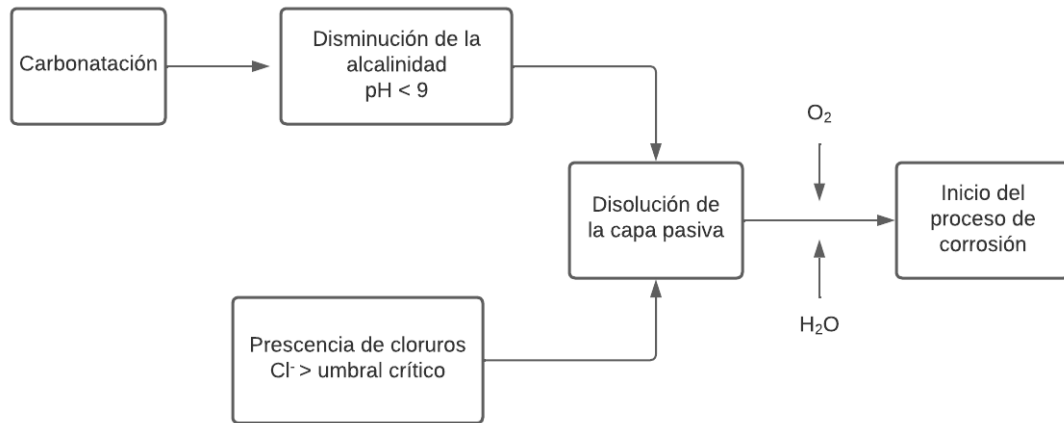 Carbonatación
Disminución de la
alcalinidad
pH < 9
O₂
Disolución de
la capa pasiva
Inicio del
proceso de
corrosión
H₂O
Prescencia de cloruros
Cl⁻ > umbral crítico